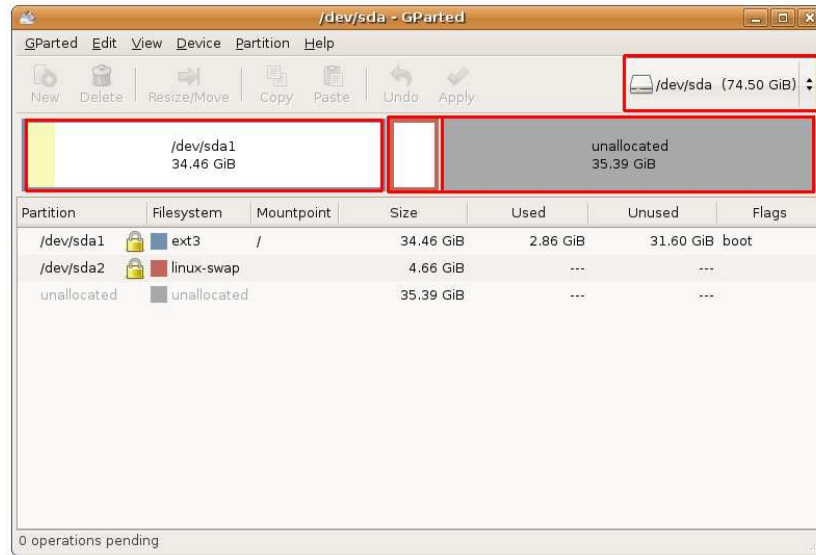 /dev/sda - GParted
GParted Edit View Device Partition Help
New Delete Resize/Move Copy Paste Undo Apply /dev/sda (74.50 GiB)
/dev/sda1 unallocated
34.46 GiB 35.39 GiB
Partition Filesystem Mountpoint Size Used Unused Flags
/dev/sda1 ext3 / 34.46 GiB 2.86 GiB 31.60 GiB boot
/dev/sda2 linux-swap 4.66 GiB --- ---
unallocated unallocated 35.39 GiB --- ---
0 operations pending